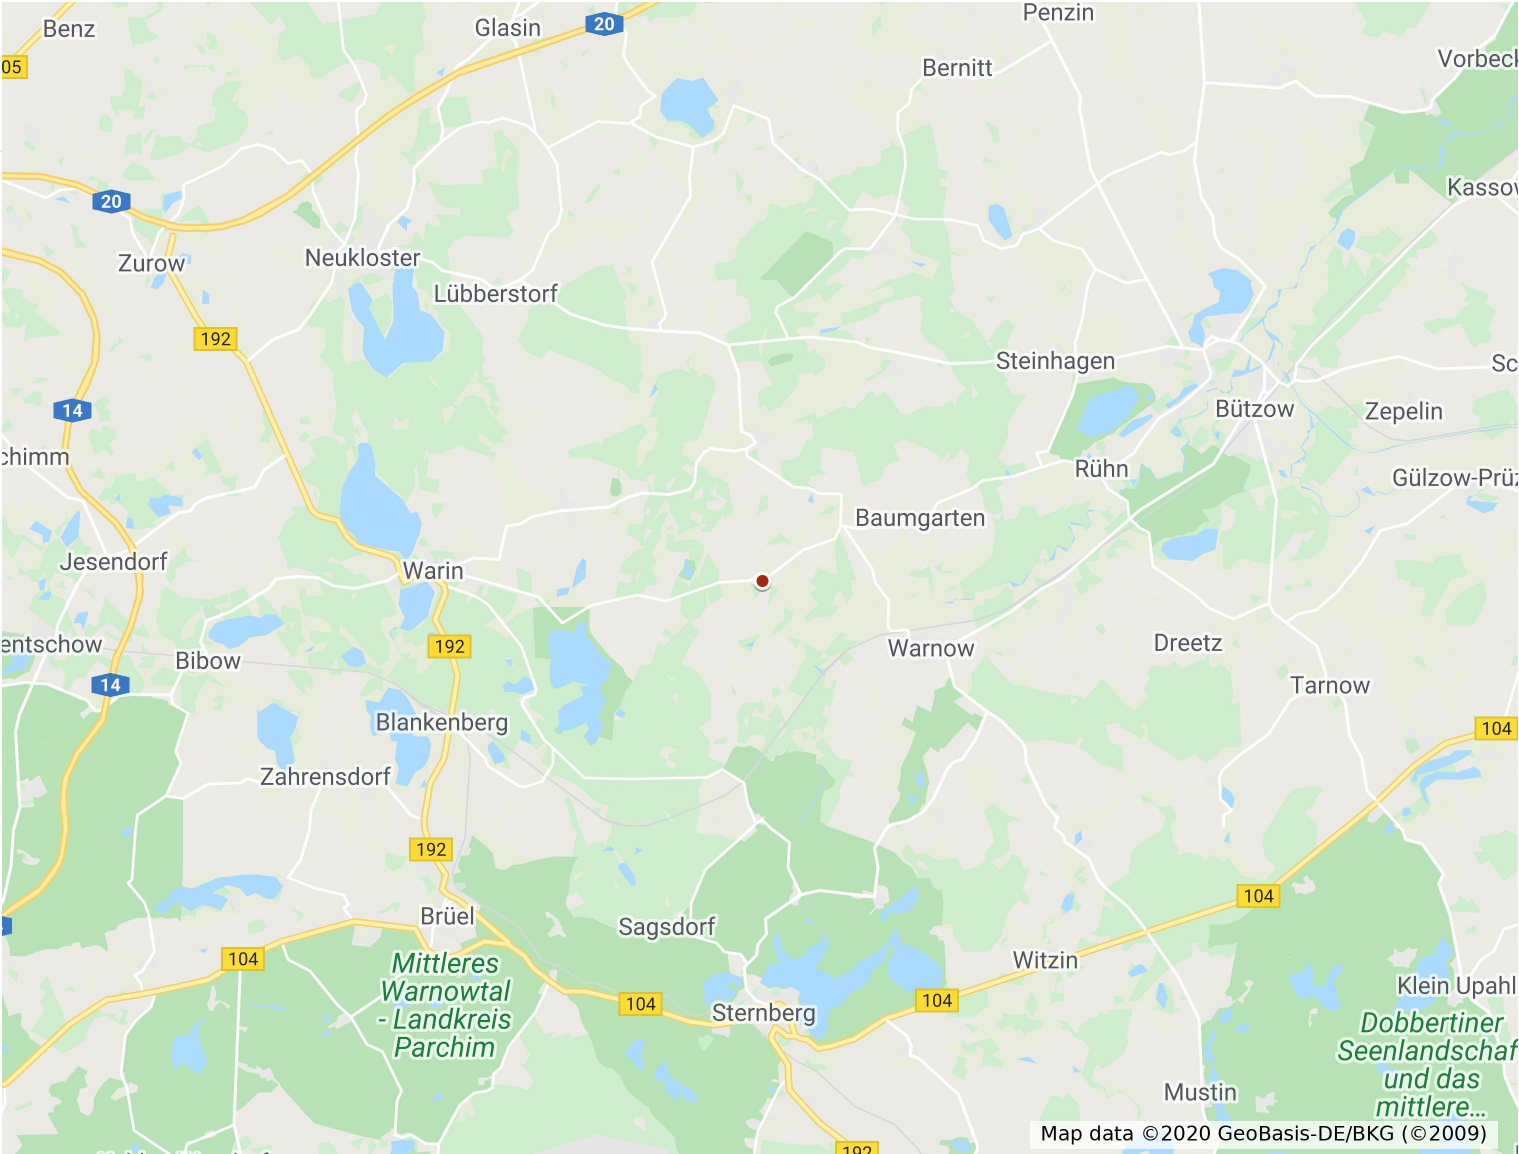 Benz
Glasin
20
Penzin
05
Bernitt
Vorbeck
20
Kassow
Zurow
Neukloster
Lübberstorf
192
Steinhagen
Sc
14
Bützow
Zepelin
chimm
Rühn
Gülzow-Prüz
Baumgarten
Jesendorf
Warin
entschow
Bibow
192
Warnow
Dreetz
14
Tarnow
Blankenberg
104
Zahrensdorf
192
104
Brüel
Sagsdorf
104
Witzin
Mittleres
Warnowtal
- Landkreis
Parchim
104
104
Klein Upahl
Sternberg
Dobbertiner
Seenlandschaf
und das
mittlere...
Mustin
192
Map data ©2020 GeoBasis-DE/BKG (©2009)